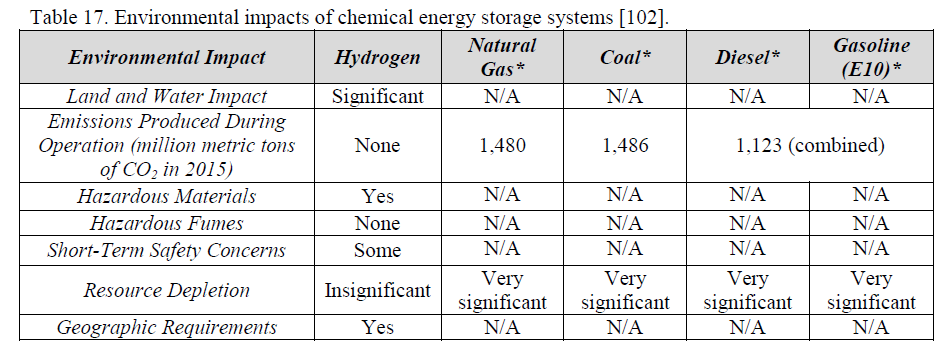 Table 17. Environmental impacts of chemical energy storage systems [102].
Environmental Impact Hydrogen Natural Gas* Coal* Diesel* Gasoline (E10)*
Land and Water Impact Significant N/A N/A N/A N/A
Emissions Produced During
Operation (million metric tons
of CO2 in 2015) None 1,480 1,486 1,123 (combined)
Hazardous Materials Yes N/A N/A N/A N/A
Hazardous Fumes None N/A N/A N/A N/A
Short-Term Safety Concerns Some N/A N/A N/A N/A
Resource Depletion Insignificant Very significant Very significant Very significant Very significant
Geographic Requirements Yes N/A N/A N/A N/A